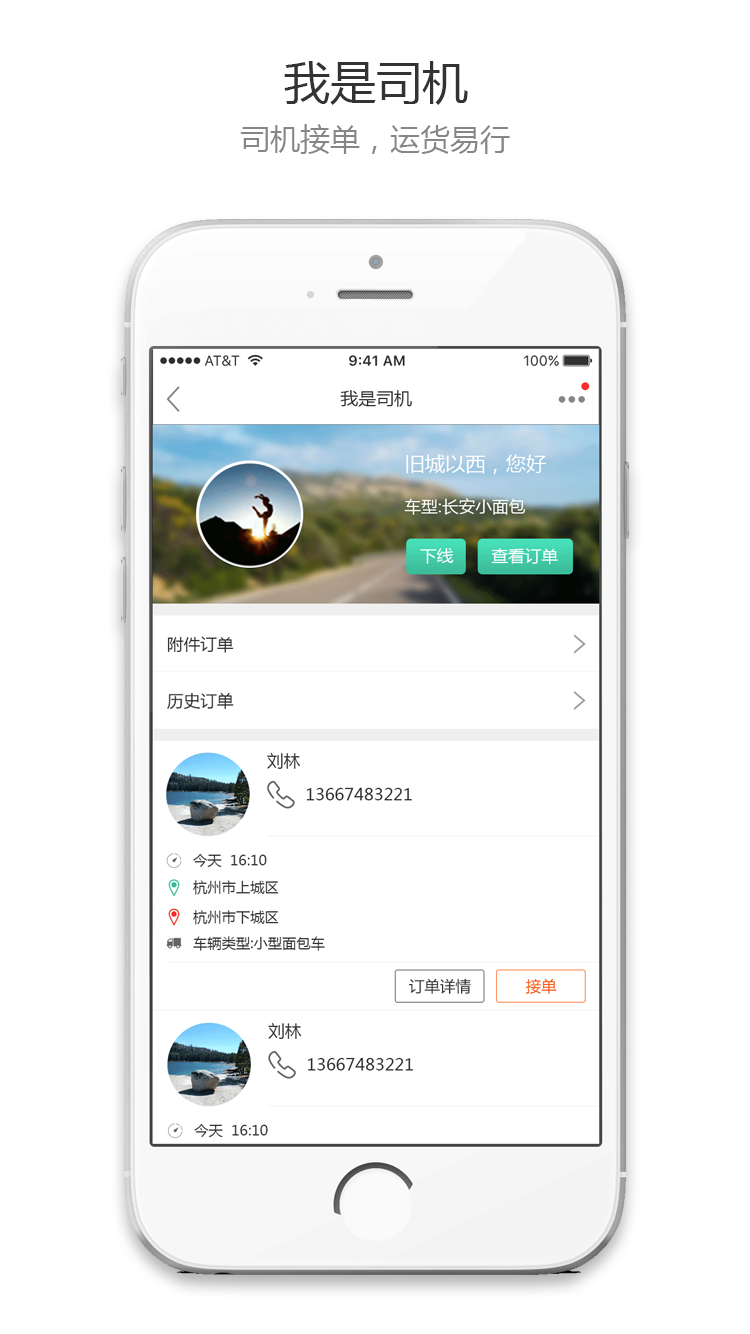 我是司机
司机接单，运货易行
AT&T 9:41 AM 100%
我是司机
旧城以西，您好
车型:长安小面包
下线 查看订单
附件订单
历史订单
刘林
13667483221
今天 16:10
杭州市上城区
杭州市下城区
车辆类型:小型面包车
订单详情 接单
刘林
13667483221
今天 16:10